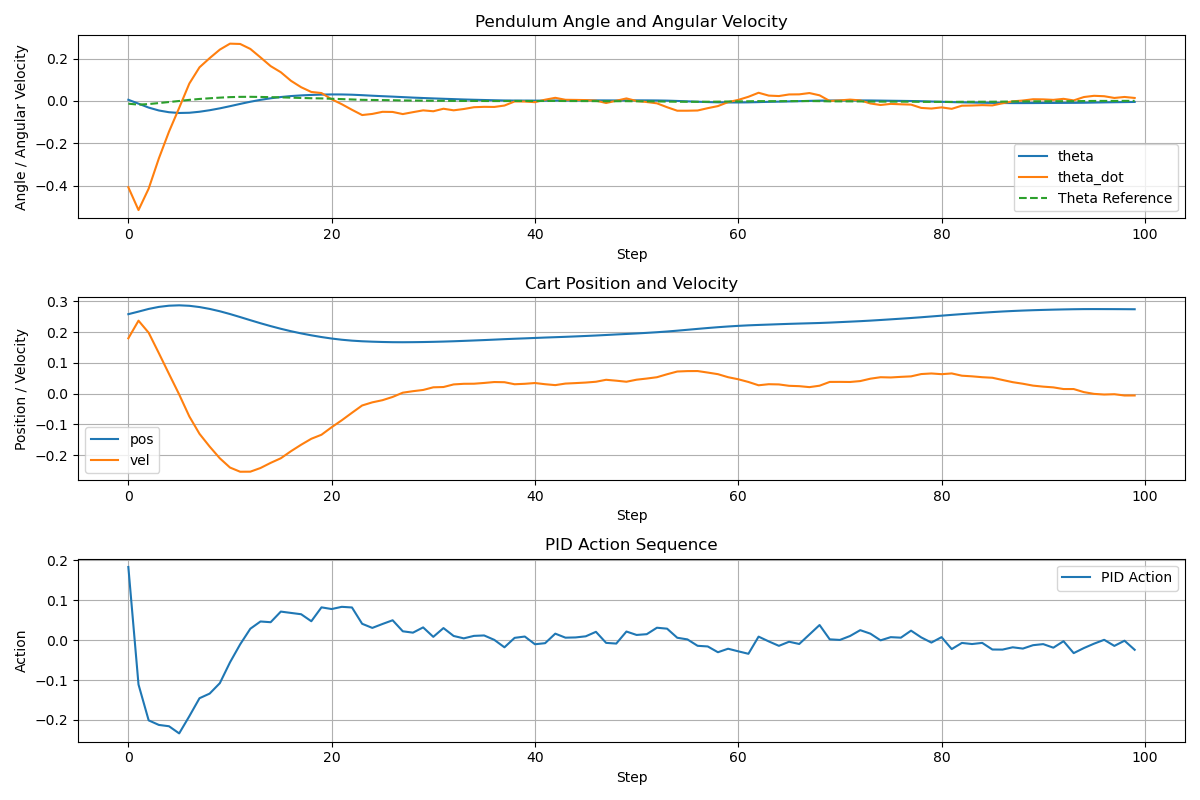 Pendulum Angle and Angular Velocity
Angle / Angular Velocity
0.2
0.0
−0.2
−0.4
theta
theta_dot
Theta Reference
0 20 40 60 80 100
Step
Cart Position and Velocity
Position / Velocity
0.3
0.2
0.1
0.0
−0.1
−0.2
pos
vel
0 20 40 60 80 100
Step
PID Action Sequence
Action
0.2
0.1
0.0
−0.1
−0.2
PID Action
0 20 40 60 80 100
Step